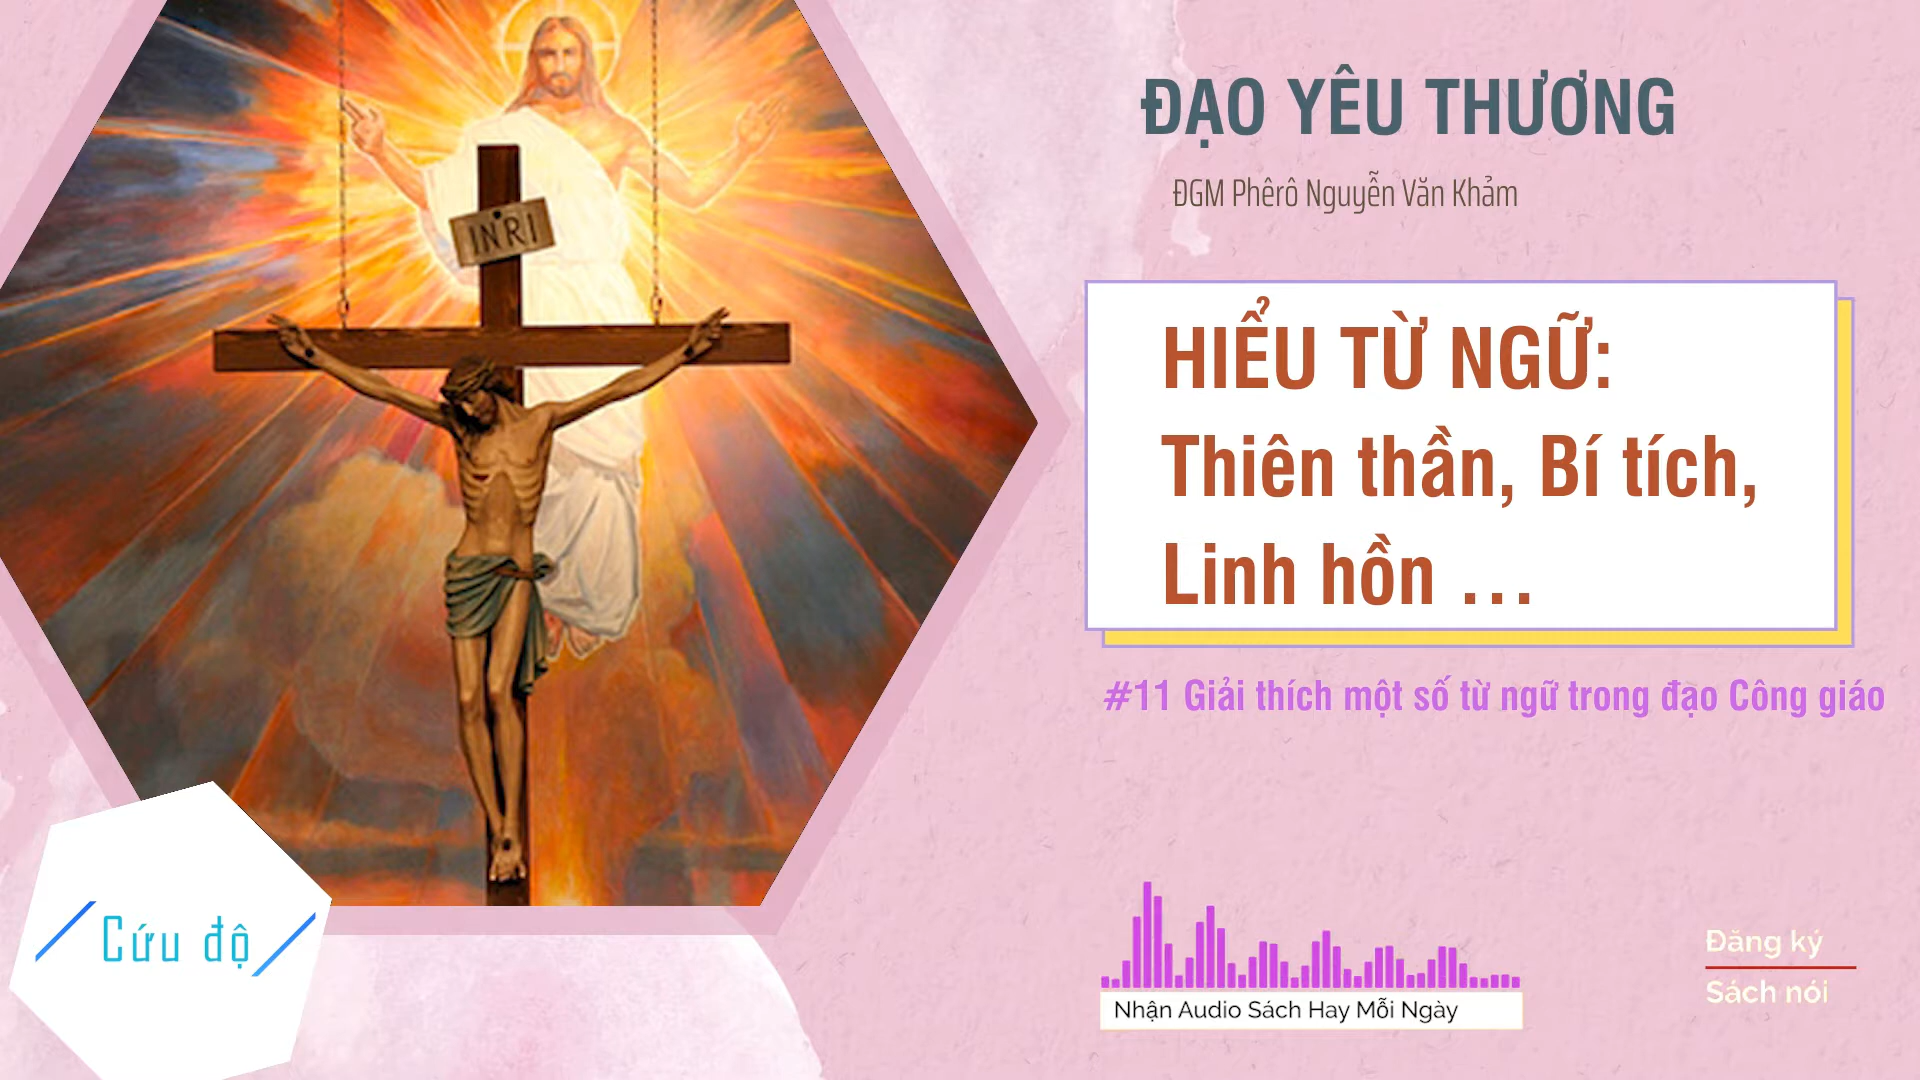 ĐẠO YÊU THƯƠNG
ĐGM Phêrô Nguyễn Văn Khảm
INRI
HIỂU TỪ NGỮ:
Thiên thần, Bí tích,
Linh hồn ...
#11 Giải thích một số từ ngữ trong đạo Công giáo
Cứu độ
Nhận Audio Sách Hay Mỗi Ngày
Đăng ký
Sách nói